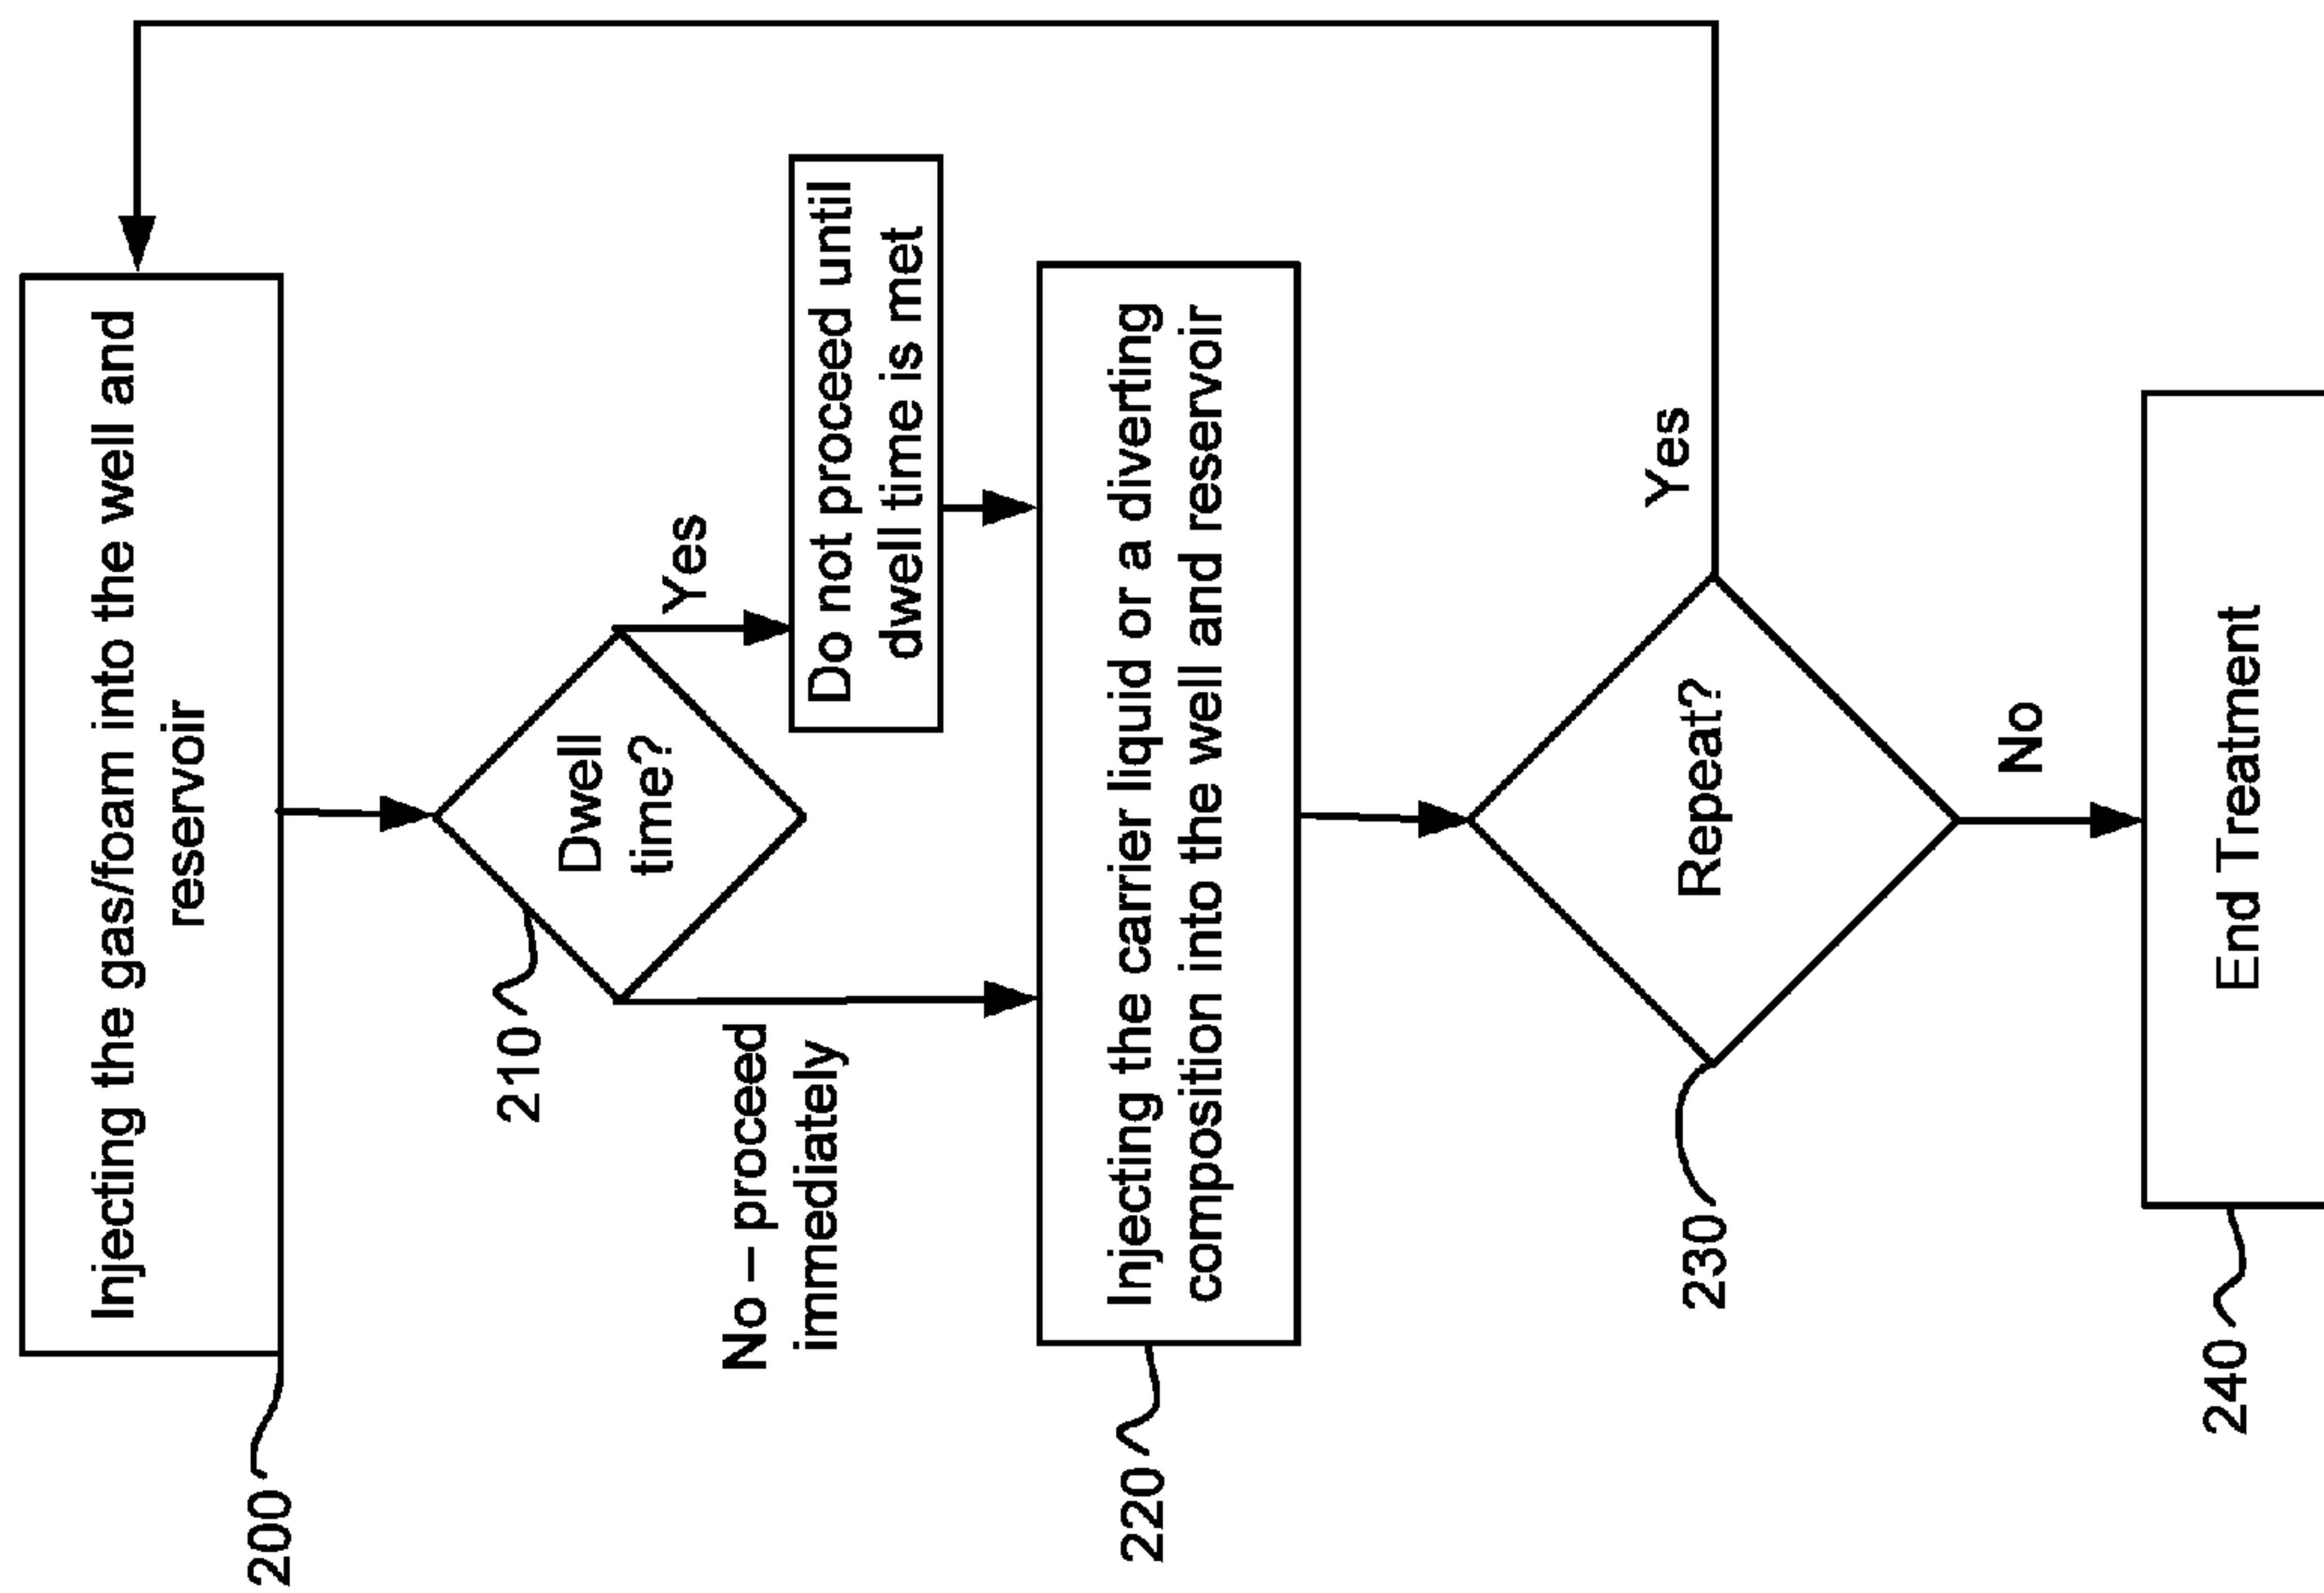 Injecting the gas/foam into the well and
reservoir
200
Dwell
time?
210
Yes
Do not proceed until
dwell time is met
No – proceed
immediately
Injecting the carrier liquid or a diverting
composition into the well and reservoir
220
Repeat?
230
Yes
No
End Treatment
240